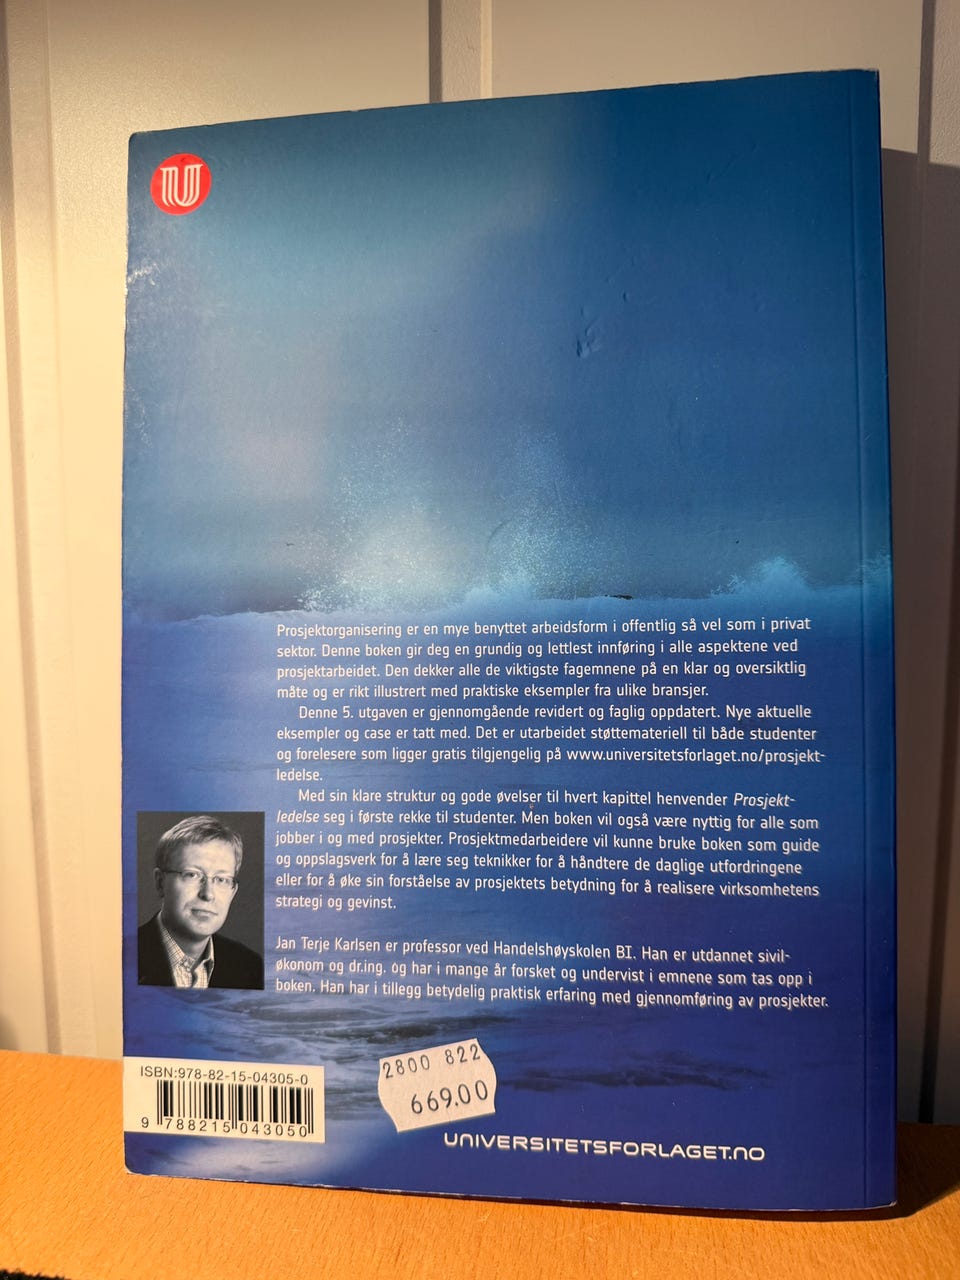 U
Prosjektorganisering er en mye benyttet arbeidsform i offentlig så vel som i privat
sektor. Denne boken gir deg en grundig og lettlest innføring i alle aspektene ved
prosjektarbeidet. Den dekker alle de viktigste fagemnene på en klar og oversiktlig
måte og er rikt illustrert med praktiske eksempler fra ulike bransjer.
Denne 5. utgaven er gjennomgående revidert og faglig oppdatert. Nye aktuelle
eksempler og case er tatt med. Det er utarbeidet støttemateriell til både studenter
og forelesere som ligger gratis tilgjengelig på www.universitetsforlaget.no/prosjekt-
ledelse.
Med sin klare struktur og gode øvelser til hvert kapittel henvender Prosjekt-
ledelse seg i første rekke til studenter. Men boken vil også være nyttig for alle som
jobber i og med prosjekter. Prosjektmedarbeidere vil kunne bruke boken som guide
og oppslagsverk for å lære seg teknikker for å håndtere de daglige utfordringene
eller for å øke sin forståelse av prosjektets betydning for å realisere virksomhetens
strategi og gevinst.
Jan Terje Karlsen er professor ved Handelshøyskolen BI. Han er utdannet sivil-
økonom og dr.ing. og har i mange år forsket og undervist i emnene som tas opp i
boken. Han har i tillegg betydelig praktisk erfaring med gjennomføring av prosjekter.
ISBN:978-82-15-04305-0
9 788215 043050
2800 822
669.00
UNIVERSITETSFORLAGET.NO